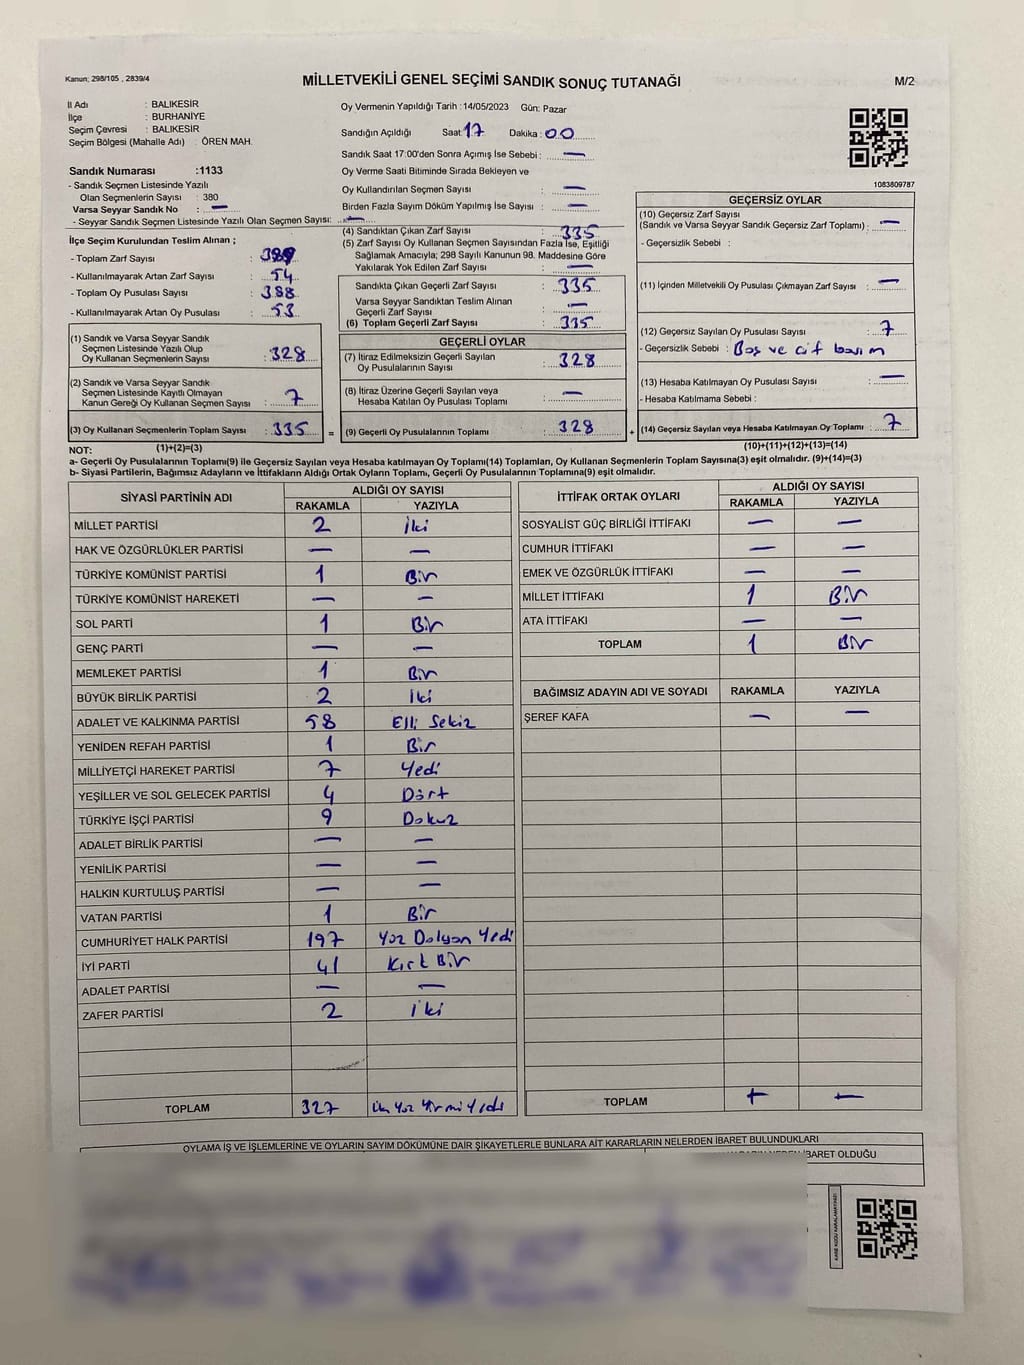 Kanun; 298/105 , 2839/4
MİLLETVEKİLİ GENEL SEÇİMİ SANDIK SONUÇ TUTANAĞI
M/2
İl Adı : BALIKESİR
İlçe : BURHANİYE
Seçim Çevresi : BALIKESİR
Seçim Bölgesi (Mahalle Adı) : ÖREN MAH.
Oy Vermenin Yapıldığı Tarih : 14/05/2023 Gün: Pazar
Sandığın Açıldığı Saat: 17 Dakika : 00
Sandık Saat 17:00'den Sonra Açımış İse Sebebi : —
Oy Verme Saati Bitiminde Sırada Bekleyen ve
Oy Kullandırılan Seçmen Sayısı : —
Birden Fazla Sayım Döküm Yapılmış İse Sayısı : —
1083809787
Sandık Numarası :1133
- Sandık Seçmen Listesinde Yazılı
Olan Seçmenlerin Sayısı : 380
Varsa Seyyar Sandık No : —
- Seyyar Sandık Seçmen Listesinde Yazılı Olan Seçmen Sayısı: —
İlçe Seçim Kurulundan Teslim Alınan ;
- Toplam Zarf Sayısı :
- Kullanılmayarak Artan Zarf Sayısı : 54
- Toplam Oy Pusulası Sayısı : 388
- Kullanılmayarak Artan Oy Pusulası : 53
(1) Sandık ve Varsa Seyyar Sandık
Seçmen Listesinde Yazılı Olup
Oy Kullanan Seçmenlerin Sayısı : 328
(2) Sandık ve Varsa Seyyar Sandık
Seçmen Listesinde Kayıtlı Olmayan
Kanun Gereği Oy Kullanan Seçmen Sayısı : 7
(3) Oy Kullanan Seçmenlerin Toplam Sayısı : 335
(1)+(2)=(3)
(4) Sandıktan Çıkan Zarf Sayısı : 335
(5) Zarf Sayısı Oy Kullanan Seçmen Sayısından Fazla İse, Eşitliği
Sağlamak Amacıyla; 298 Sayılı Kanunun 98. Maddesine Göre
Yakılarak Yok Edilen Zarf Sayısı : —
Sandıkta Çıkan Geçerli Zarf Sayısı : 335
Varsa Seyyar Sandıktan Teslim Alınan
Geçerli Zarf Sayısı : —
(6) Toplam Geçerli Zarf Sayısı : 335
GEÇERLİ OYLAR
(7) İtiraz Edilmeksizin Geçerli Sayılan
Oy Pusulalarının Sayısı : 328
(8) İtiraz Üzerine Geçerli Sayılan veya
Hesaba Katılan Oy Pusulası Toplamı : —
= (9) Geçerli Oy Pusulalarının Toplamı : 328
GEÇERSİZ OYLAR
(10) Geçersiz Zarf Sayısı
(Sandık ve Varsa Seyyar Sandık Geçersiz Zarf Toplamı) : —
- Geçersizlik Sebebi :
(11) İçinden Milletvekili Oy Pusulası Çıkmayan Zarf Sayısı : —
(12) Geçersiz Sayılan Oy Pusulası Sayısı : 7
- Geçersizlik Sebebi : Boş ve çif basım
(13) Hesaba Katılmayan Oy Pusulası Sayısı : —
- Hesaba Katılmama Sebebi :
+ (14) Geçersiz Sayılan veya Hesaba Katılmayan Oy Toplamı : 7
(10)+(11)+(12)+(13)=(14)
NOT:
a- Geçerli Oy Pusulalarının Toplamı(9) ile Geçersiz Sayılan veya Hesaba katılmayan Oy Toplamı(14) Toplamları, Oy Kullanan Seçmenlerin Toplam Sayısına(3) eşit olmalıdır. (9)+(14)=(3)
b- Siyasi Partilerin, Bağımsız Adayların ve İttifakların Aldığı Ortak Oyların Toplamı, Geçerli Oy Pusulalarının Toplamına(9) eşit olmalıdır.
SİYASİ PARTİNİN ADI ALDIĞI OY SAYISI
RAKAMLA YAZIYLA
MİLLET PARTİSİ 2 iki
HAK VE ÖZGÜRLÜKLER PARTİSİ — —
TÜRKİYE KOMÜNİST PARTİSİ 1 Bir
TÜRKİYE KOMÜNİST HAREKETİ — —
SOL PARTİ 1 Bir
GENÇ PARTİ — —
MEMLEKET PARTİSİ 1 Bir
BÜYÜK BİRLİK PARTİSİ 2 iki
ADALET VE KALKINMA PARTİSİ 58 Elli Sekiz
YENİDEN REFAH PARTİSİ 1 Bir
MİLLİYETÇİ HAREKET PARTİSİ 7 Yedi
YEŞİLLER VE SOL GELECEK PARTİSİ 4 Dört
TÜRKİYE İŞÇİ PARTİSİ 9 Dokuz
ADALET BİRLİK PARTİSİ — —
YENİLİK PARTİSİ — —
HALKIN KURTULUŞ PARTİSİ — —
VATAN PARTİSİ 1 Bir
CUMHURİYET HALK PARTİSİ 197 Yüz Doksan Yedi
İYİ PARTİ 41 Kırk Bir
ADALET PARTİSİ — —
ZAFER PARTİSİ 2 iki
TOPLAM 327 Üç Yüz Yirmi Yedi
İTTİFAK ORTAK OYLARI ALDIĞI OY SAYISI
RAKAMLA YAZIYLA
SOSYALİST GÜÇ BİRLİĞİ İTTİFAKI — —
CUMHUR İTTİFAKI — —
EMEK VE ÖZGÜRLÜK İTTİFAKI — —
MİLLET İTTİFAKI 1 Bir
ATA İTTİFAKI — —
TOPLAM 1 Bir
BAĞIMSIZ ADAYIN ADI VE SOYADI RAKAMLA YAZIYLA
ŞEREF KAFA — —
TOPLAM — —
OYLAMA İŞ VE İŞLEMLERİNE VE OYLARIN SAYIM DÖKÜMÜNE DAİR ŞİKAYETLERLE BUNLARA AİT KARARLARIN NELERDEN İBARET BULUNDUKLARI
İBARET OLDUĞU